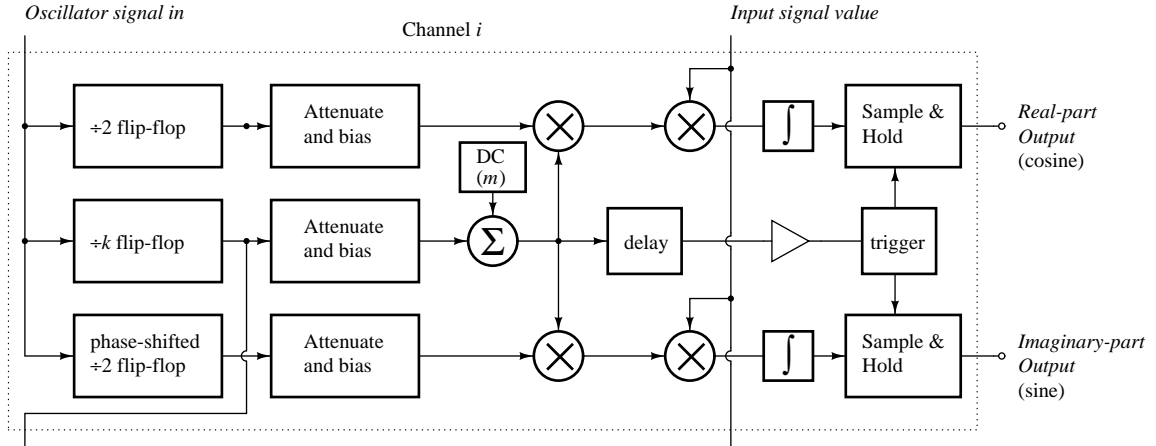 Oscillator signal in
Input signal value
Channel i
÷2 flip-flop
Attenuate
and bias
∫
Sample &
Hold
Real-part
Output
(cosine)
DC
(m)
÷k flip-flop
Attenuate
and bias
Σ
delay
trigger
phase-shifted
÷2 flip-flop
Attenuate
and bias
∫
Sample &
Hold
Imaginary-part
Output
(sine)